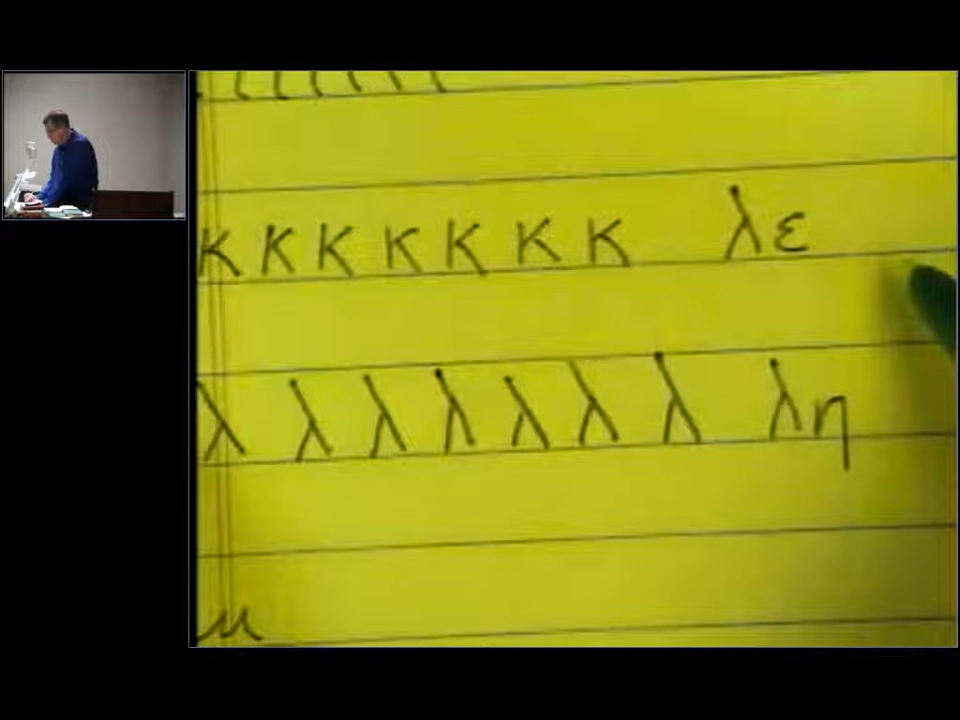 κ κ κ κ κ κ κ λε
λ λ λ λ λ λ λ λη
μ